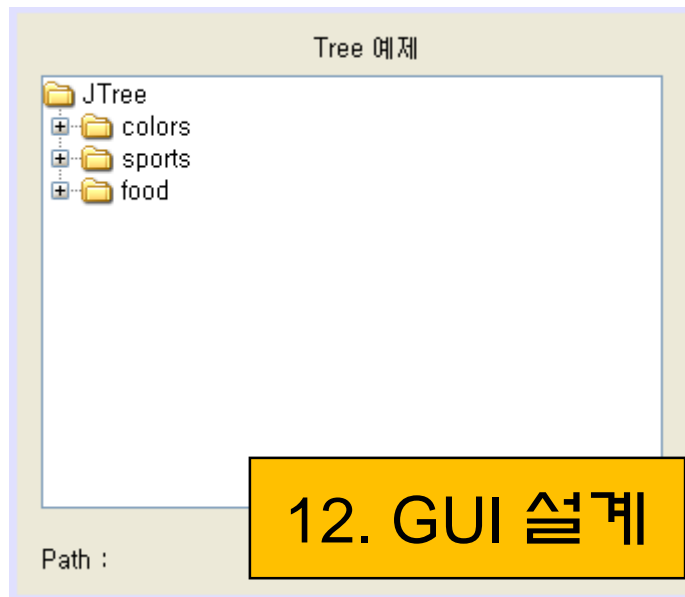 Tree 예제
JTree
colors
sports
food
12. GUI 설계
Path :